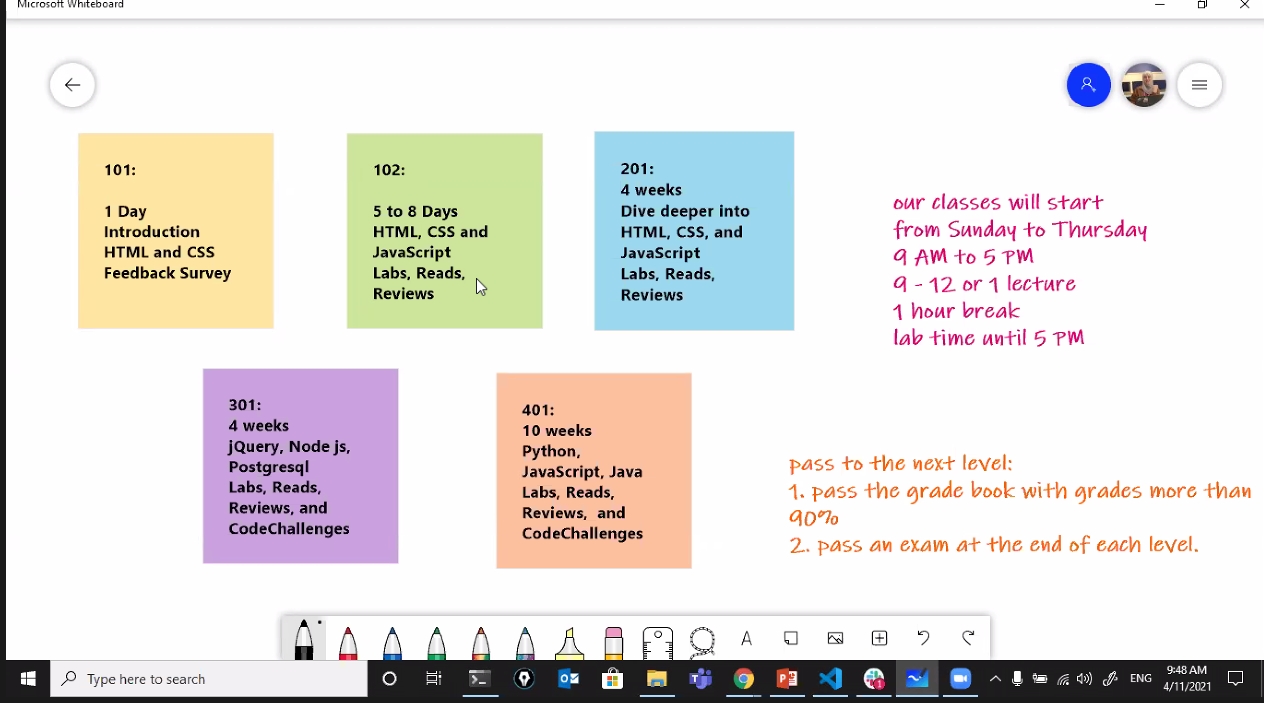 Microsoft Whiteboard
101:
1 Day
Introduction
HTML and CSS
Feedback Survey
102:
5 to 8 Days
HTML, CSS and
JavaScript
Labs, Reads,
Reviews
201:
4 weeks
Dive deeper into
HTML, CSS, and
JavaScript
Labs, Reads,
Reviews
our classes will start
from Sunday to Thursday
9 AM to 5 PM
9 - 12 or 1 lecture
1 hour break
lab time until 5 PM
301:
4 weeks
jQuery, Node js,
Postgresql
Labs, Reads,
Reviews, and
CodeChallenges
401:
10 weeks
Python,
JavaScript, Java
Labs, Reads,
Reviews, and
CodeChallenges
pass to the next level:
1. pass the grade book with grades more than
90%
2. pass an exam at the end of each level.
A
Type here to search
ENG
9:48 AM
4/11/2021